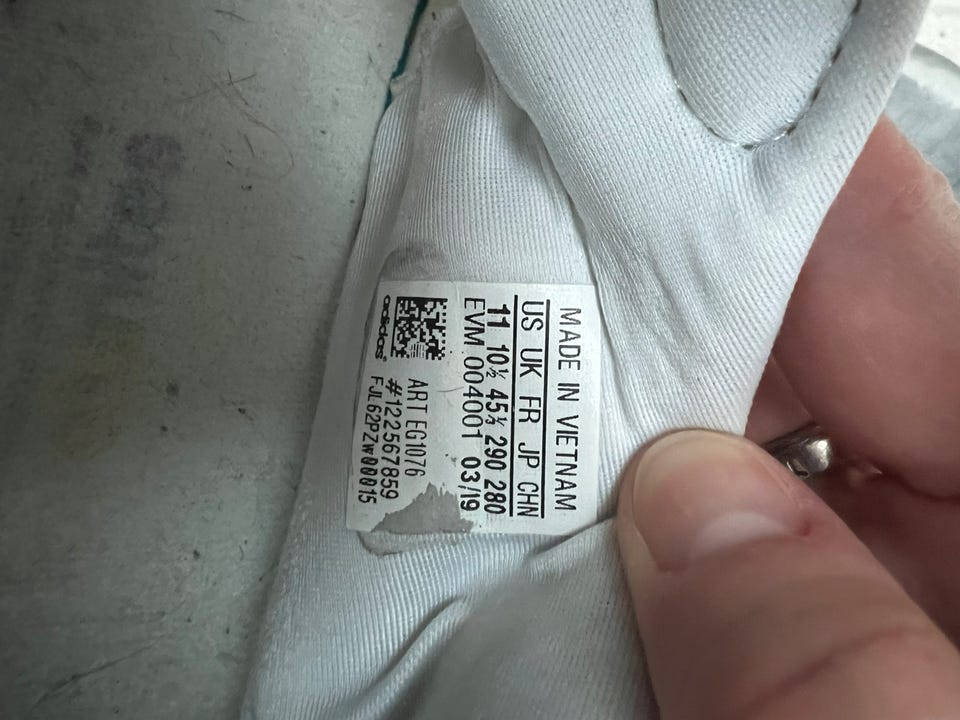 MADE IN VIETNAM
US UK FR JP CHN
11 10½ 45⅓ 290 280
EVM 004001 03/19
ART EG1076
#122567859
adidas
FJL62PZW00015